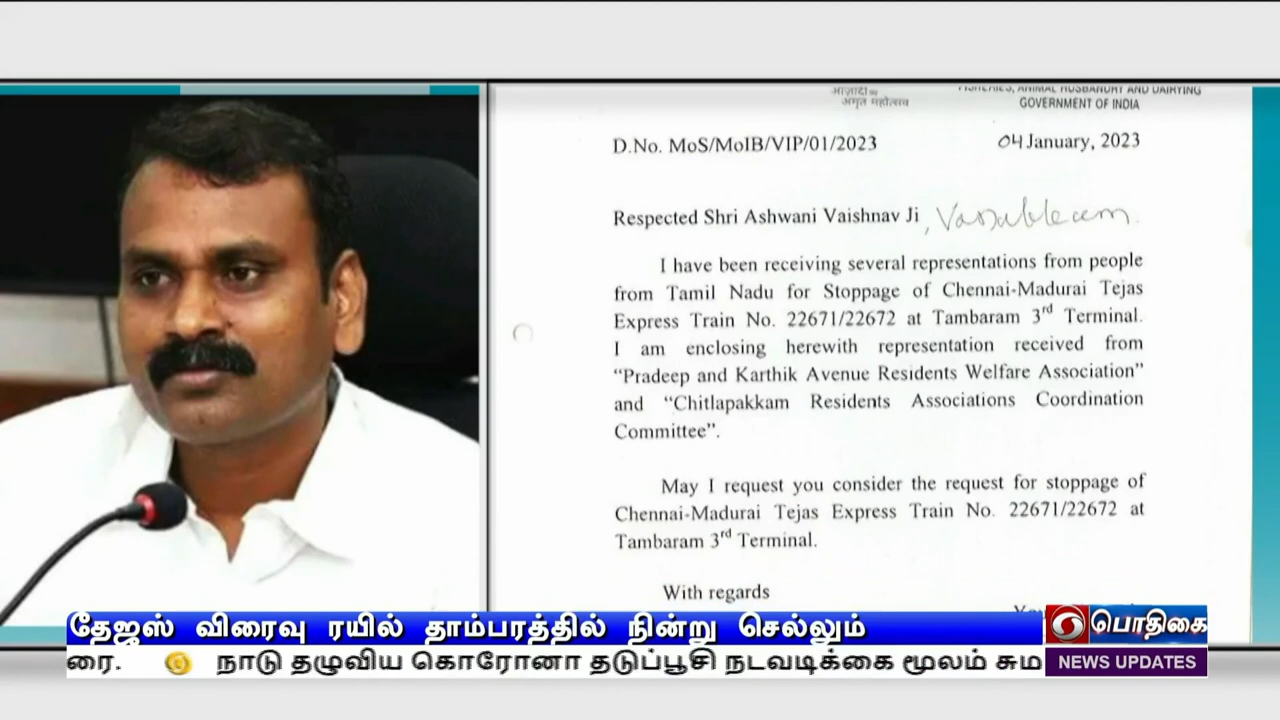 आज़ादी का
अमृत महोत्सव
FISHERIES, ANIMAL HUSBANDRY AND DAIRYING
GOVERNMENT OF INDIA
D.No. MoS/MoIB/VIP/01/2023
04 January, 2023
Respected Shri Ashwani Vaishnav Ji,
I have been receiving several representations from people
from Tamil Nadu for Stoppage of Chennai-Madurai Tejas
Express Train No. 22671/22672 at Tambaram 3rd Terminal.
I am enclosing herewith representation received from
“Pradeep and Karthik Avenue Residents Welfare Association”
and “Chitlapakkam Residents Associations Coordination
Committee”.
May I request you consider the request for stoppage of
Chennai-Madurai Tejas Express Train No. 22671/22672 at
Tambaram 3rd Terminal.
With regards
தேஜஸ் விரைவு ரயில் தாம்பரத்தில் நின்று செல்லும்
பொதிகை
ரை. நாடு தழுவிய கொரோனா தடுப்பூசி நடவடிக்கை மூலம் சும
NEWS UPDATES